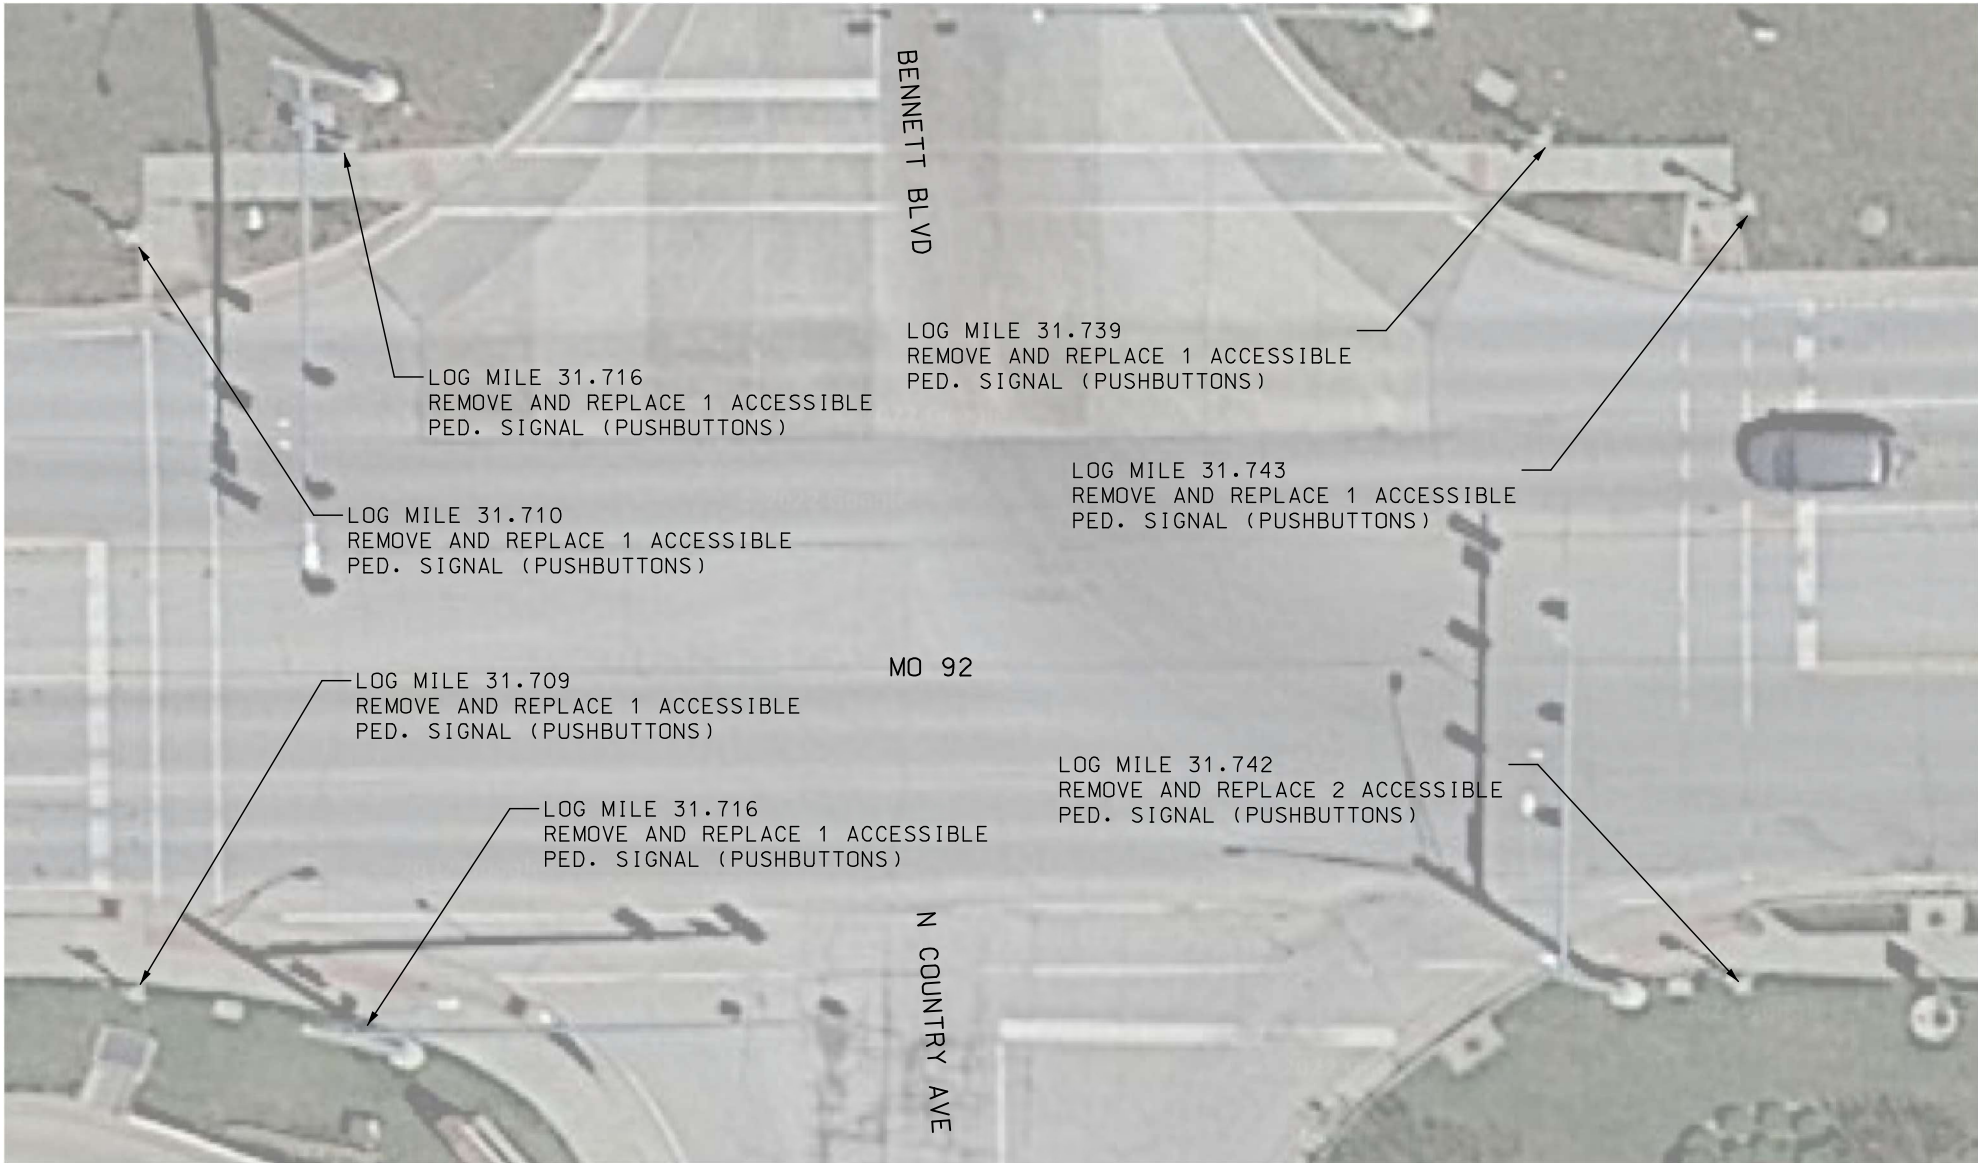 BENNETT BLVD
LOG MILE 31.739
REMOVE AND REPLACE 1 ACCESSIBLE
PED. SIGNAL (PUSHBUTTONS)
LOG MILE 31.716
REMOVE AND REPLACE 1 ACCESSIBLE
PED. SIGNAL (PUSHBUTTONS)
LOG MILE 31.743
REMOVE AND REPLACE 1 ACCESSIBLE
PED. SIGNAL (PUSHBUTTONS)
LOG MILE 31.710
REMOVE AND REPLACE 1 ACCESSIBLE
PED. SIGNAL (PUSHBUTTONS)
MO 92
LOG MILE 31.709
REMOVE AND REPLACE 1 ACCESSIBLE
PED. SIGNAL (PUSHBUTTONS)
LOG MILE 31.742
REMOVE AND REPLACE 2 ACCESSIBLE
PED. SIGNAL (PUSHBUTTONS)
LOG MILE 31.716
REMOVE AND REPLACE 1 ACCESSIBLE
PED. SIGNAL (PUSHBUTTONS)
N COUNTRY AVE